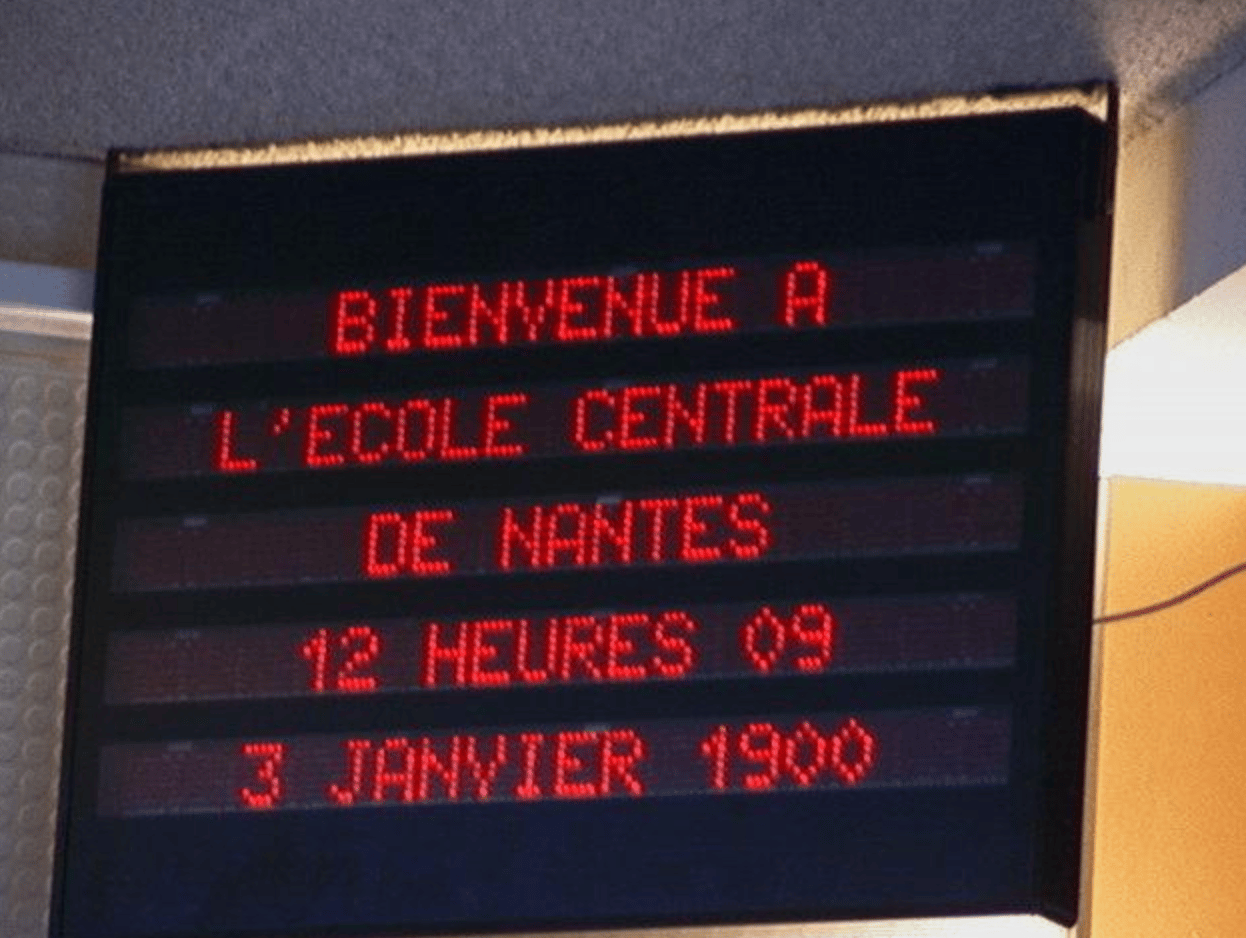 BIENVENUE A
L'ECOLE CENTRALE
DE NANTES
12 HEURES 09
3 JANVIER 1900